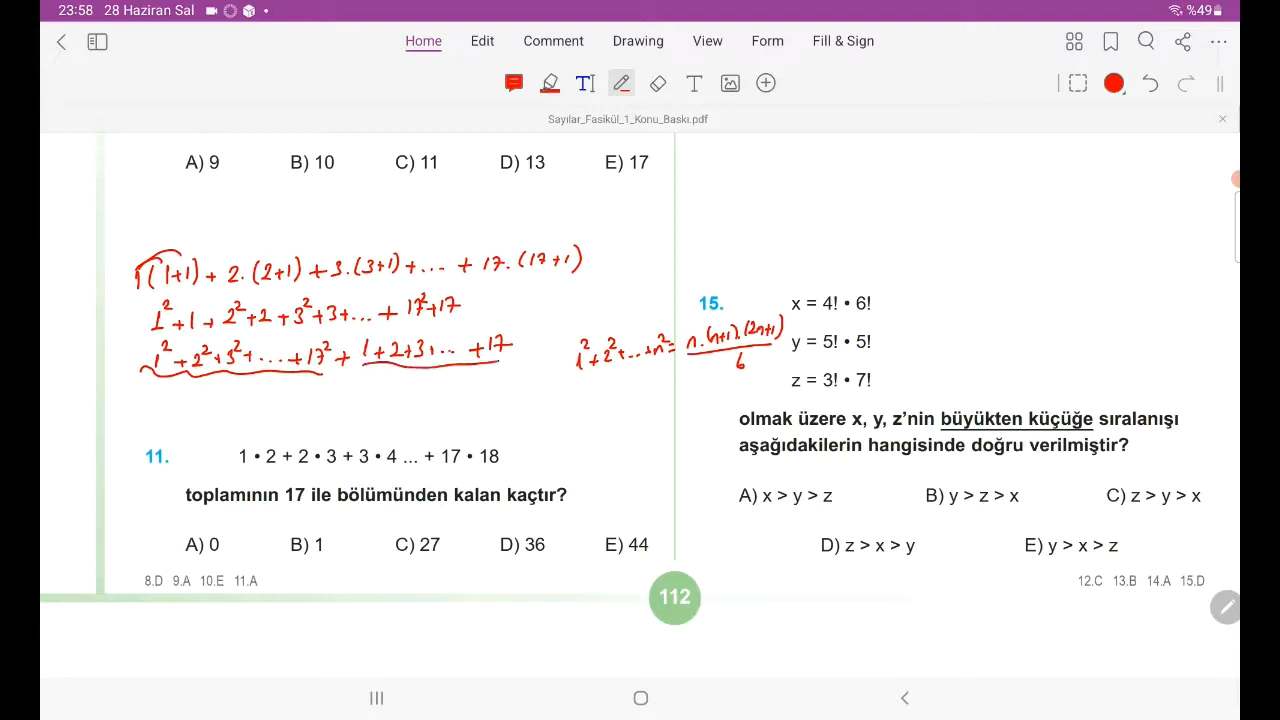 23:58 28 Haziran Sal
%49
Home Edit Comment Drawing View Form Fill & Sign
Sayılar_Fasikül_1_Konu_Baskı.pdf
A) 9 B) 10 C) 11 D) 13 E) 17
1(1+1) + 2.(2+1) + 3.(3+1) + ... + 17.(17+1)
1² + 1 + 2² + 2 + 3² + 3 + ... + 17² + 17
1² + 2² + 3² + ... + 17² + 1 + 2 + 3 + ... + 17
1² + 2² + ... + n² = n.(n+1).(2n+1)
6
11. 1 • 2 + 2 • 3 + 3 • 4 ... + 17 • 18
toplamının 17 ile bölümünden kalan kaçtır?
A) 0 B) 1 C) 27 D) 36 E) 44
8.D 9.A 10.E 11.A
112
15. x = 4! • 6!
y = 5! • 5!
z = 3! • 7!
olmak üzere x, y, z’nin büyükten küçüğe sıralanışı
aşağıdakilerin hangisinde doğru verilmiştir?
A) x > y > z B) y > z > x C) z > y > x
D) z > x > y E) y > x > z
12.C 13.B 14.A 15.D